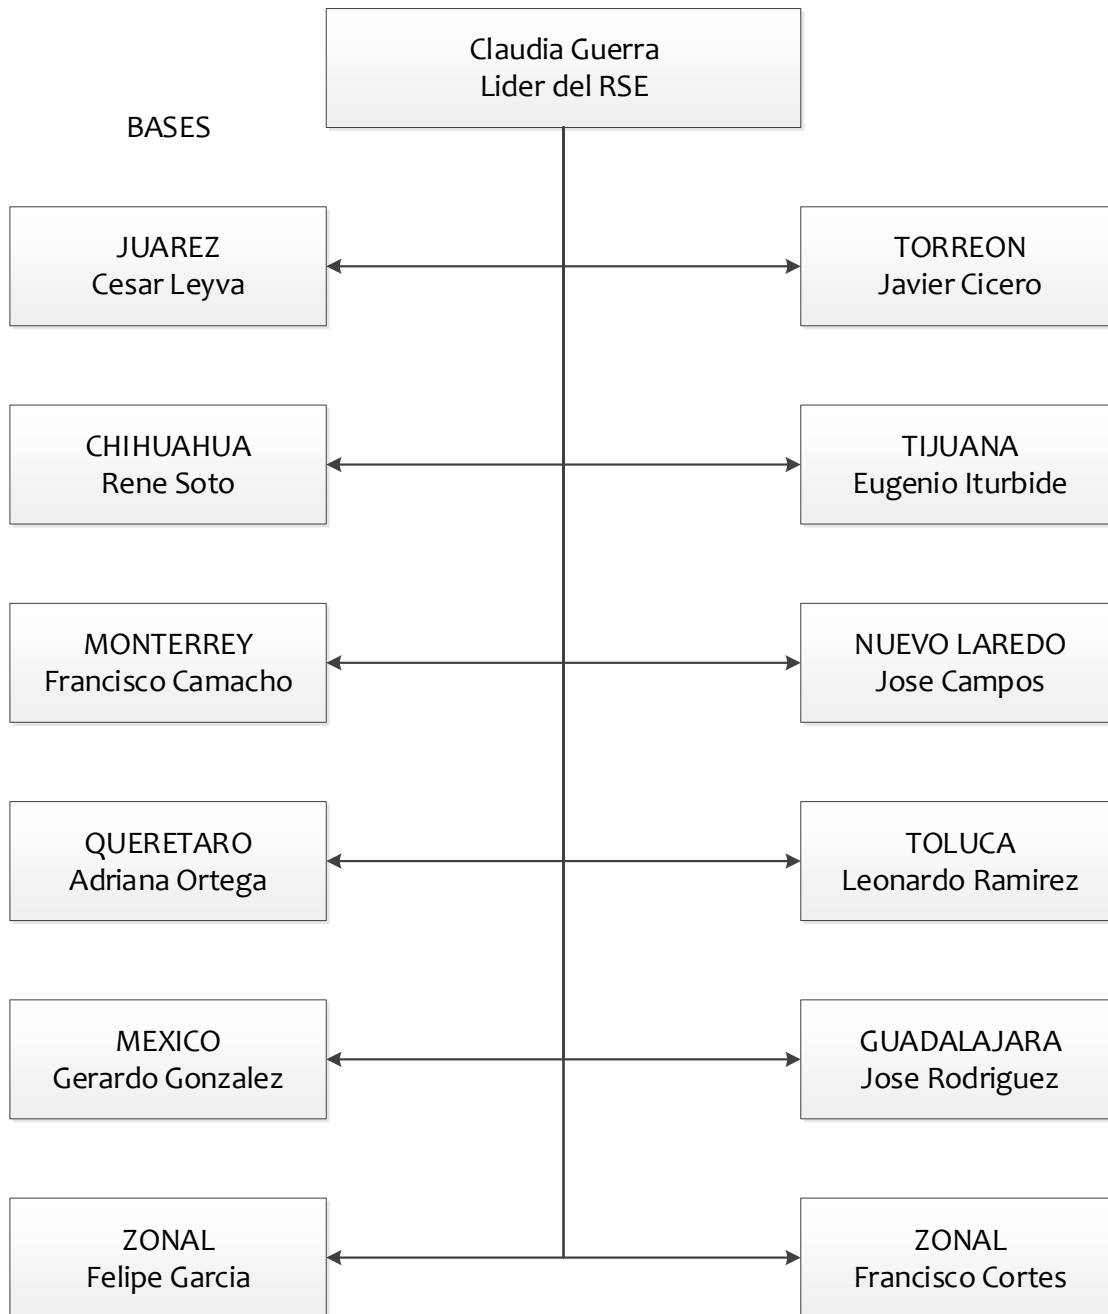 Claudia Guerra
Lider del RSE
BASES
JUAREZ
Cesar Leyva
TORREON
Javier Cicero
CHIHUAHUA
Rene Soto
TIJUANA
Eugenio Iturbide
MONTERREY
Francisco Camacho
NUEVO LAREDO
Jose Campos
QUERETARO
Adriana Ortega
TOLUCA
Leonardo Ramirez
MEXICO
Gerardo Gonzalez
GUADALAJARA
Jose Rodriguez
ZONAL
Felipe Garcia
ZONAL
Francisco Cortes